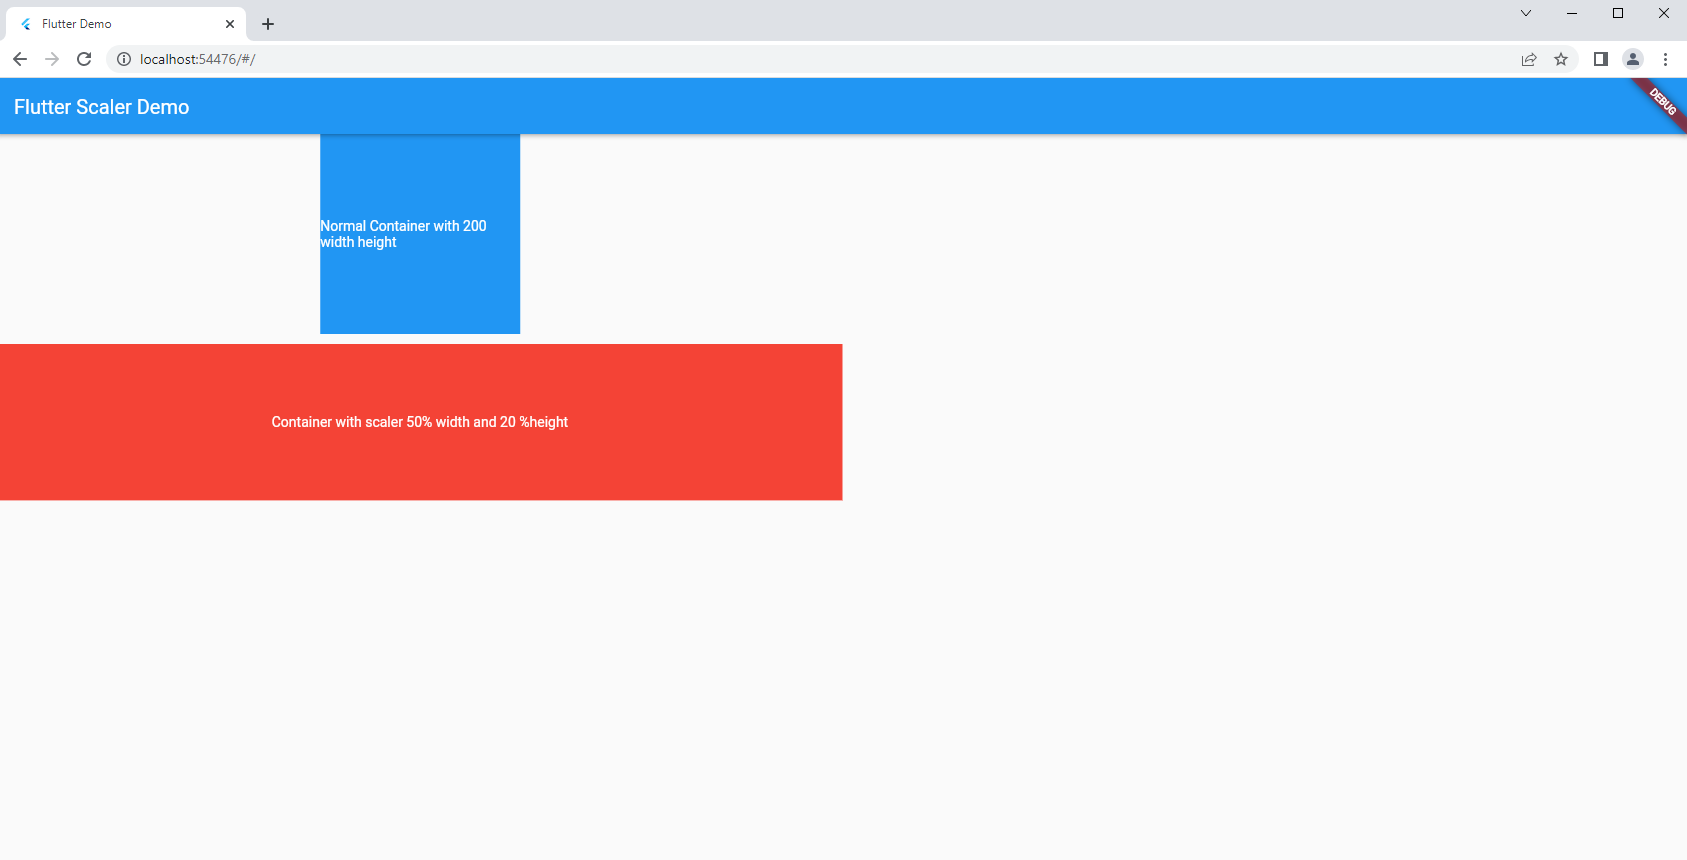 Flutter Demo
localhost:54476/#/
Flutter Scaler Demo
DEBUG
Normal Container with 200
width height
Container with scaler 50% width and 20 %height